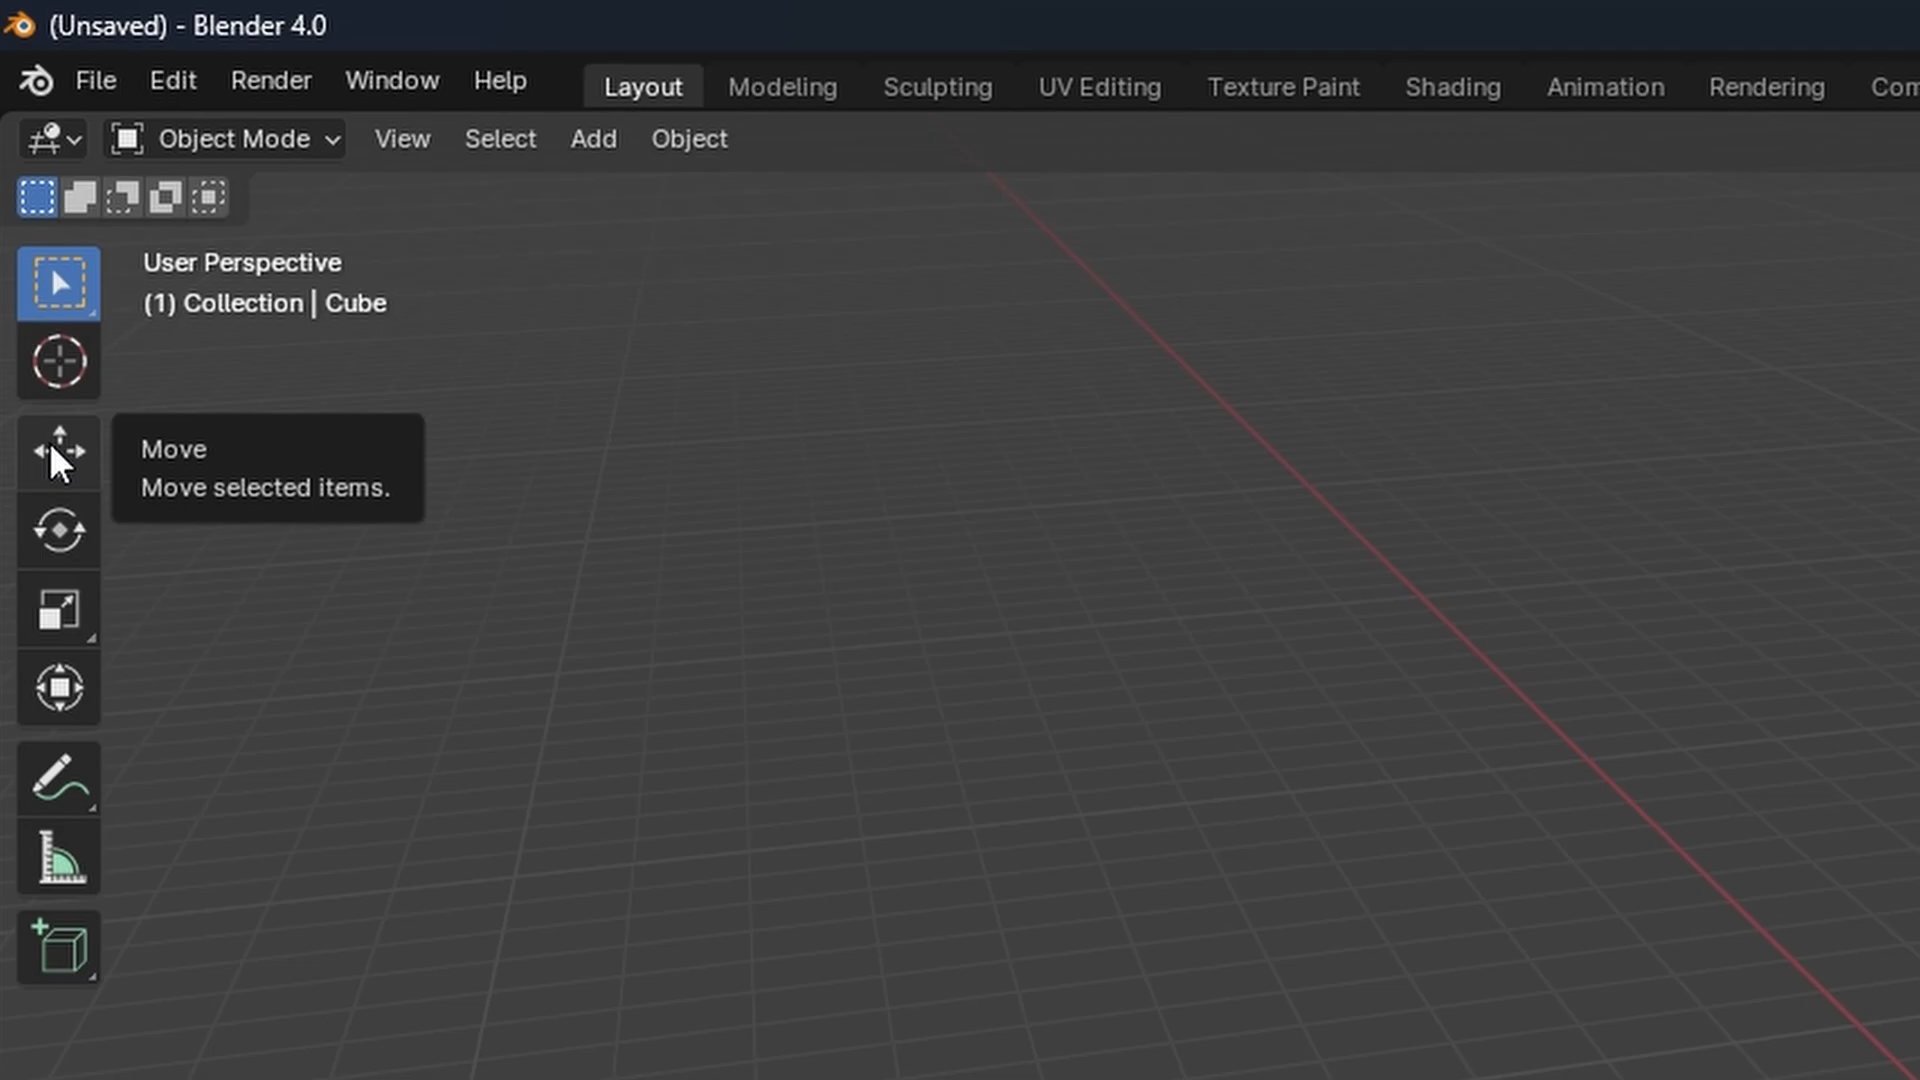 (Unsaved) - Blender 4.0
File Edit Render Window Help Layout Modeling Sculpting UV Editing Texture Paint Shading Animation Rendering
Object Mode View Select Add Object
User Perspective
(1) Collection | Cube
Move
Move selected items.